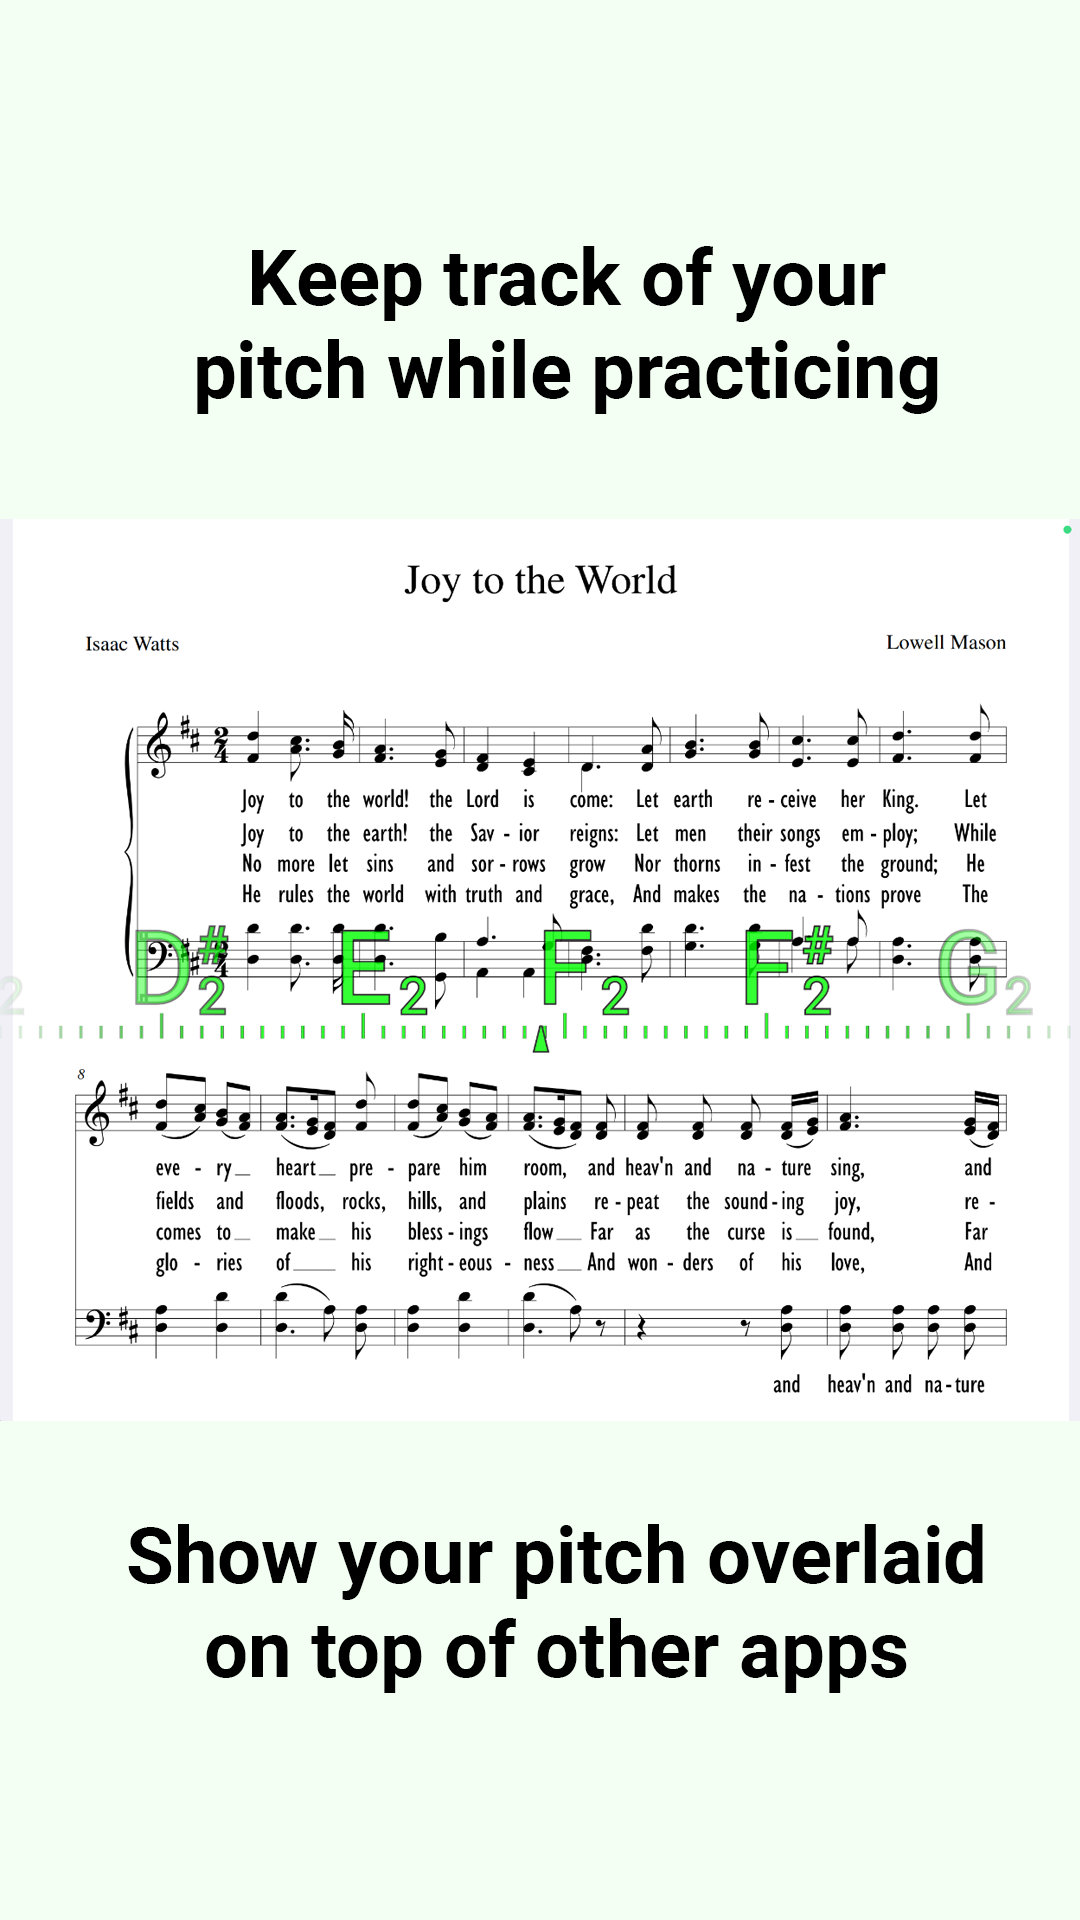 Keep track of your
pitch while practicing
Joy to the World
Isaac Watts
Lowell Mason
Joy to the world! the Lord is come: Let earth re - ceive her King. Let
Joy to the earth! the Sav - ior reigns: Let men their songs em - ploy; While
No more let sins and sor - rows grow Nor thorns in - fest the ground; He
He rules the world with truth and grace, And makes the na - tions prove The
2 D#2 E2 F2 F#2 G2
8
eve - ry heart pre - pare him room, and heav'n and na - ture sing, and
fields and floods, rocks, hills, and plains re - peat the sound - ing joy, re -
comes to make his bless - ings flow Far as the curse is found, Far
glo - ries of his right - eous - ness And won - ders of his love, And
and heav'n and na - ture
Show your pitch overlaid
on top of other apps